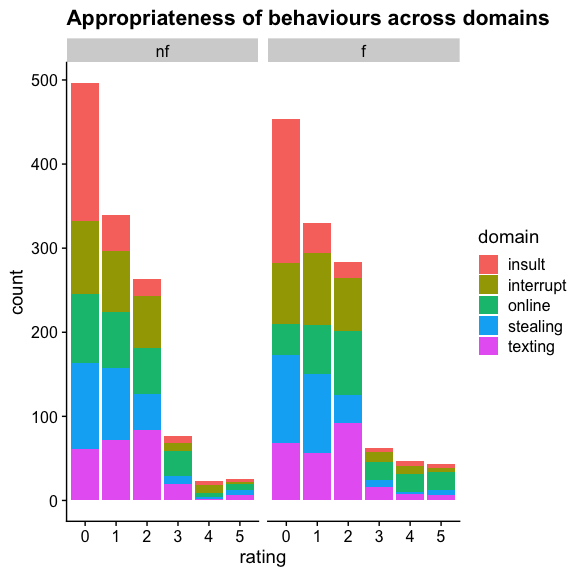 Appropriateness of behaviours across domains
nf
f
500
400
300
200
100
0
count
0 1 2 3 4 5
0 1 2 3 4 5
rating
domain
insult
interrupt
online
stealing
texting